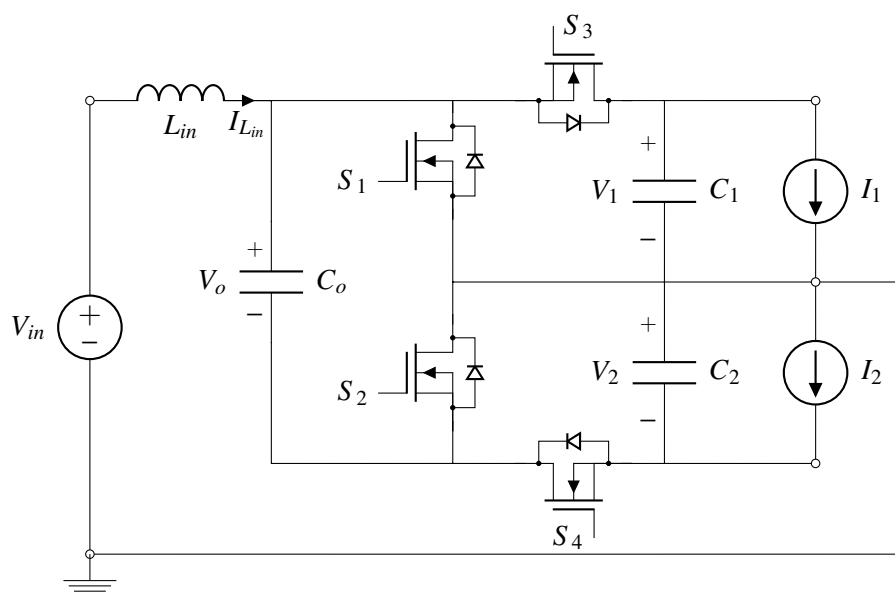 S3
Lin
ILin
S1
V1
C1
I1
+
−
Vo
Co
+
−
Vin
+
−
S2
V2
C2
I2
+
−
S4